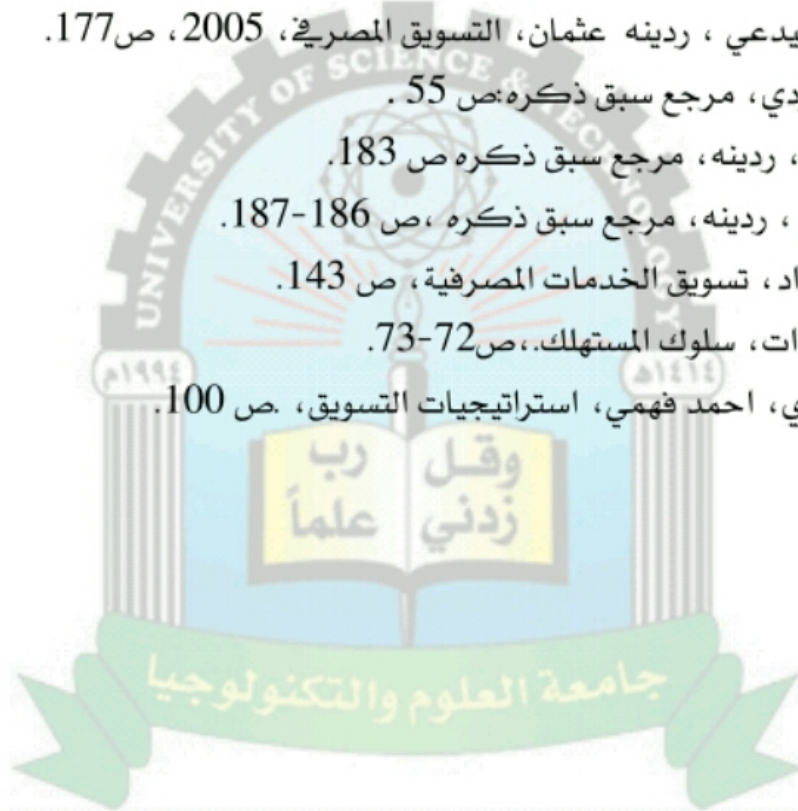 يدعي ، ردينه عثمان، التسويق المصرفي، 2005، ص177.
دي، مرجع سبق ذكره:ص 55 .
، ردينه، مرجع سبق ذكره ص 183.
، ردينه، مرجع سبق ذكره ،ص 186-187.
اد ، تسويق الخدمات المصرفية، ص 143.
ات، سلوك المستهلك.،ص72-73.
ي، احمد فهمي، استراتيجيات التسويق، .ص 100.
UNIVERSITY OF SCIENCE & TECHNOLOGY
١٤١٤هـ
١٩٩٤م
وقل رب
زدني علماً
جامعة العلوم والتكنولوجيا